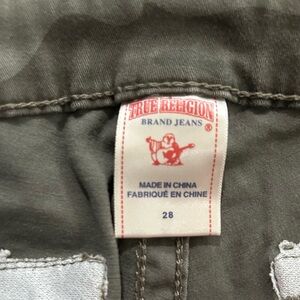 TRUE RELIGION
BRAND JEANS ®
MADE IN CHINA
FABRIQUÉ EN CHINE
28